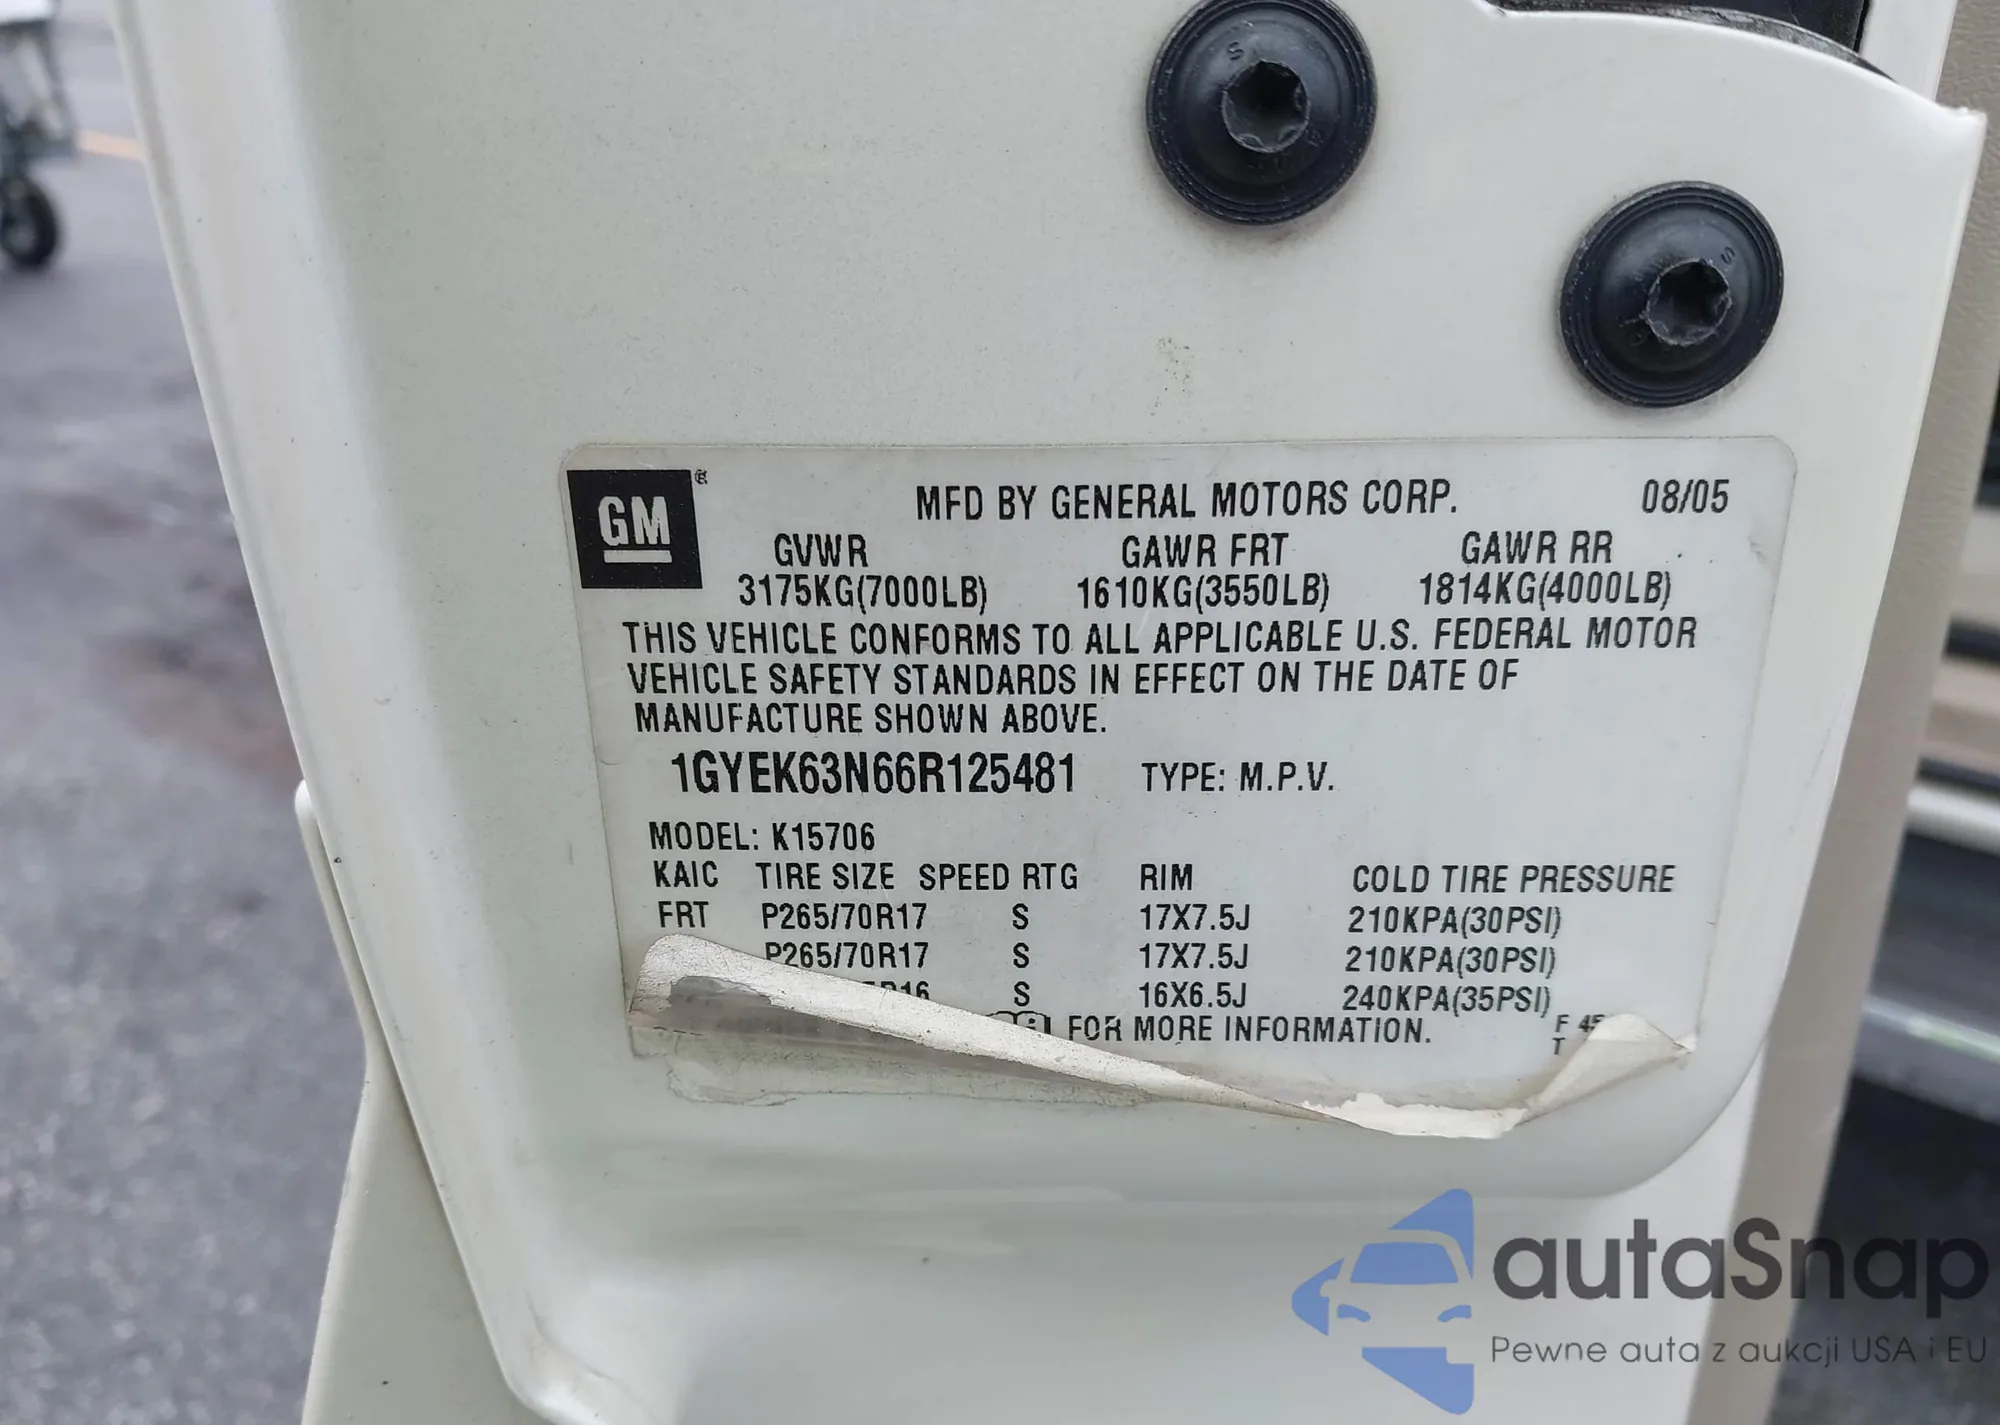 GM ®
MFD BY GENERAL MOTORS CORP. 08/05
GVWR GAWR FRT GAWR RR
3175KG(7000LB) 1610KG(3550LB) 1814KG(4000LB)
THIS VEHICLE CONFORMS TO ALL APPLICABLE U.S. FEDERAL MOTOR
VEHICLE SAFETY STANDARDS IN EFFECT ON THE DATE OF
MANUFACTURE SHOWN ABOVE.
1GYEK63N66R125481 TYPE: M.P.V.
MODEL: K15706
KAIC TIRE SIZE SPEED RTG RIM COLD TIRE PRESSURE
FRT P265/70R17 S 17X7.5J 210KPA(30PSI)
P265/70R17 S 17X7.5J 210KPA(30PSI)
S 16X6.5J 240KPA(35PSI)
FOR MORE INFORMATION. F
T
autaSnap
Pewne auta z aukcji USA i EU